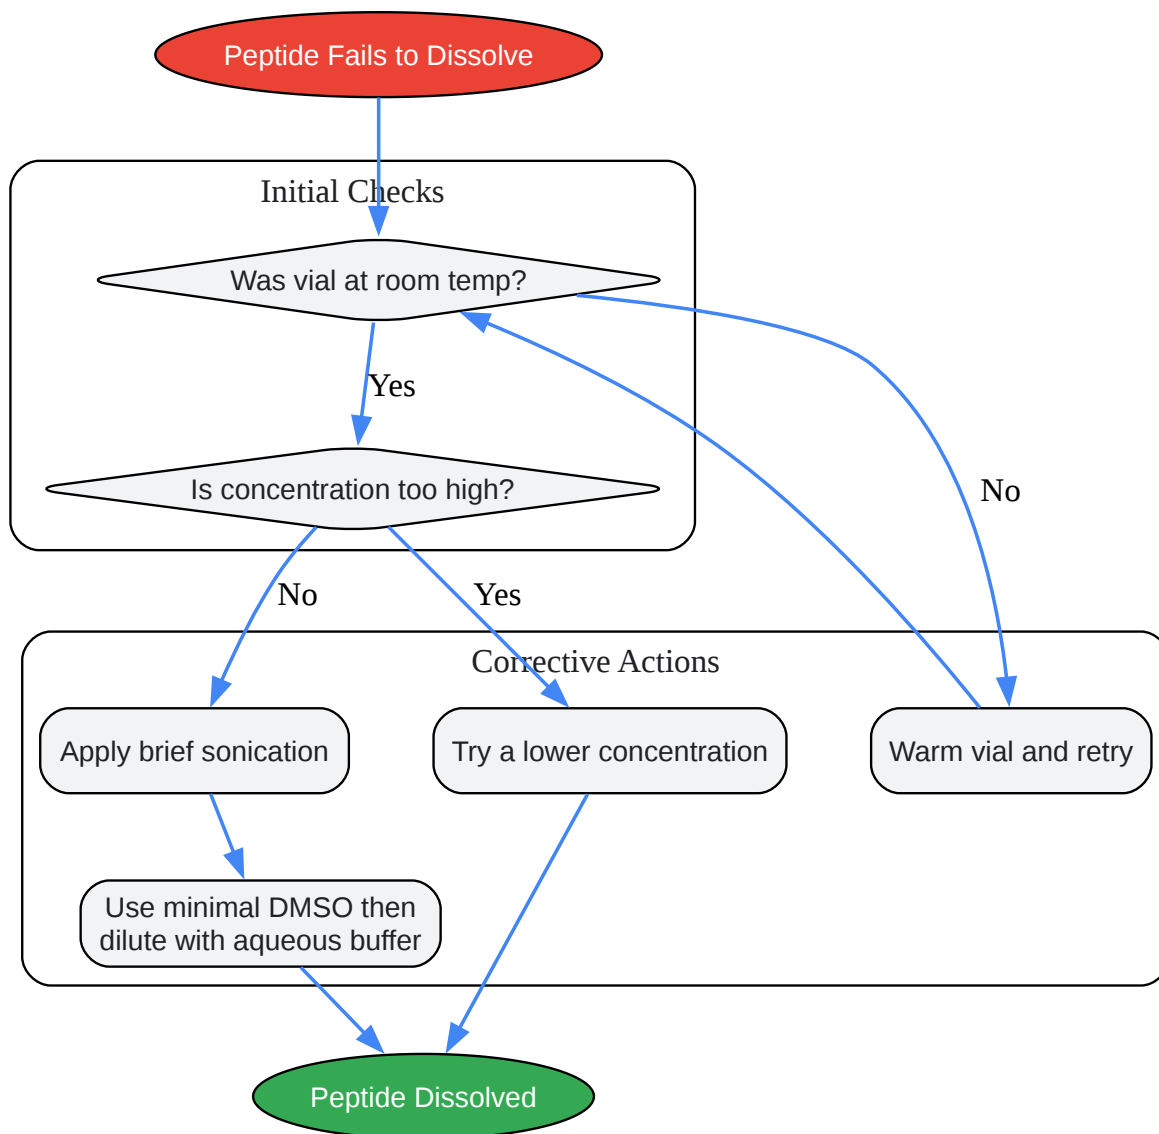 Peptide Fails to Dissolve
Initial Checks
Was vial at room temp?
Yes
Is concentration too high?
No
No
Yes
Corrective Actions
Apply brief sonication
Try a lower concentration
Warm vial and retry
Use minimal DMSO then
dilute with aqueous buffer
Peptide Dissolved